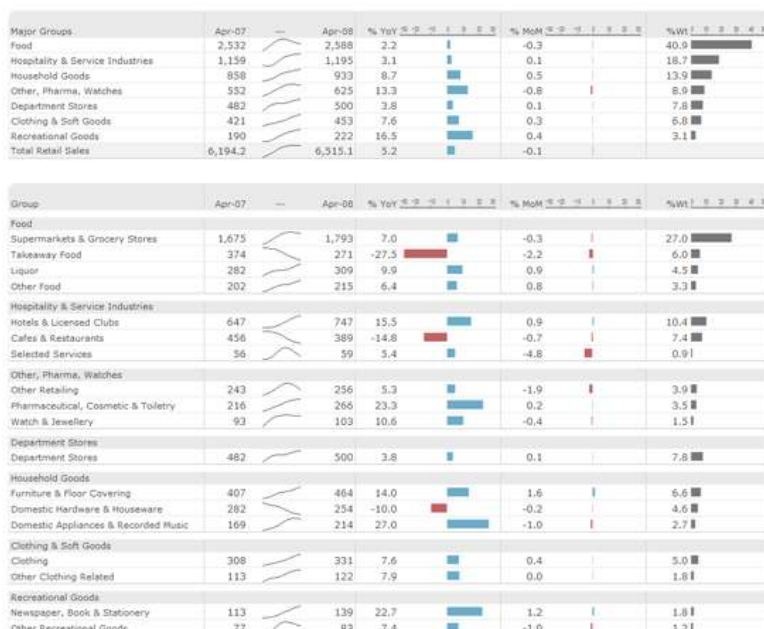 Major Groups Apr-07 --- Apr-08 % YoY % MoM %Wt
Food 2,532 2,588 2.2 -0.3 40.9
Hospitality & Service Industries 1,159 1,195 3.1 0.1 18.7
Household Goods 858 933 8.7 0.5 13.9
Other, Pharma, Watches 552 625 13.3 -0.8 8.9
Department Stores 482 500 3.8 0.1 7.8
Clothing & Soft Goods 421 453 7.6 0.3 6.8
Recreational Goods 190 222 16.5 0.4 3.1
Total Retail Sales 6,194.2 6,515.1 5.2 -0.1
Group Apr-07 --- Apr-08 % YoY % MoM %Wt
Food
Supermarkets & Grocery Stores 1,675 1,793 7.0 -0.3 27.0
Takeaway Food 374 271 -27.5 -2.2 6.0
Liquor 282 309 9.9 0.9 4.5
Other Food 202 215 6.4 0.8 3.3
Hospitality & Service Industries
Hotels & Licensed Clubs 647 747 15.5 0.9 10.4
Cafes & Restaurants 456 389 -14.8 -0.7 7.4
Selected Services 56 59 5.4 -4.8 0.9
Other, Pharma, Watches
Other Retailing 243 256 5.3 -1.9 3.9
Pharmaceutical, Cosmetic & Toiletry 216 266 23.3 0.2 3.5
Watch & Jewellery 93 103 10.6 -0.4 1.5
Department Stores
Department Stores 482 500 3.8 0.1 7.8
Household Goods
Furniture & Floor Covering 407 464 14.0 1.6 6.6
Domestic Hardware & Houseware 282 254 -10.0 -0.2 4.6
Domestic Appliances & Recorded Music 169 214 27.0 -1.0 2.7
Clothing & Soft Goods
Clothing 308 331 7.6 0.4 5.0
Other Clothing Related 113 122 7.9 0.0 1.8
Recreational Goods
Newspaper, Book & Stationery 113 139 22.7 1.2 1.8
Other Recreational Goods 77 83 7.4 -1.0 1.2